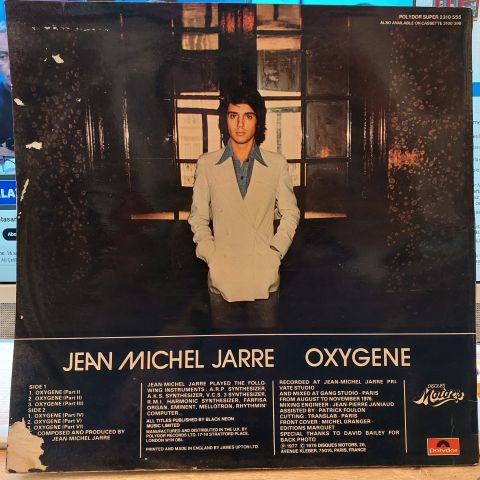 POLYDOR SUPER 2310 555
ALSO AVAILABLE ON CASSETTE 3100 398
JEAN MICHEL JARRE OXYGENE
SIDE 1
1. OXYGENE (Part I)
2. OXYGENE (Part II)
3. OXYGENE (Part III)
SIDE 2
1. OXYGENE (Part IV)
2. OXYGENE (Part V)
3. OXYGENE (Part VI)
COMPOSED AND PRODUCED BY
JEAN-MICHEL JARRE
JEAN-MICHEL JARRE PLAYED THE FOLLO-
WING INSTRUMENTS : A.R.P. SYNTHESIZER,
A.K.S. SYNTHESIZER, V.C.S. 3 SYNTHESIZER,
R.M.I. HARMONIC SYNTHESIZER, FARFISA
ORGAN, EMINENT, MELLOTRON, RHYTHMIN'
COMPUTER.
ALL TITLES PUBLISHED BY BLACK NEON
MUSIC LIMITED
MANUFACTURED AND DISTRIBUTED IN THE U.K. BY
POLYDOR RECORDS LTD. 17-19 STRATFORD PLACE,
LONDON W1N 0BL
PRINTED AND MADE IN ENGLAND BY JAMES UPTON LTD.
RECORDED AT JEAN-MICHEL JARRE PRI-
VATE STUDIO
AND MIXED AT GANG STUDIO - PARIS
FROM AUGUST TO NOVEMBER 1976
MIXING ENGINEER : JEAN PIERRE JANIAUD
ASSISTED BY : PATRICK FOULON
CUTTING : TRANSLAB - PARIS
FRONT COVER : MICHEL GRANGER -
EDITIONS MARQUET
SPECIAL THANKS TO DAVID BAILEY FOR
BACK PHOTO
Ⓟ 1977 © 1976 DISQUES MOTORS, 26,
AVENUE KLEBER, 75016, PARIS, FRANCE
DISQUES
Motors
Polydor